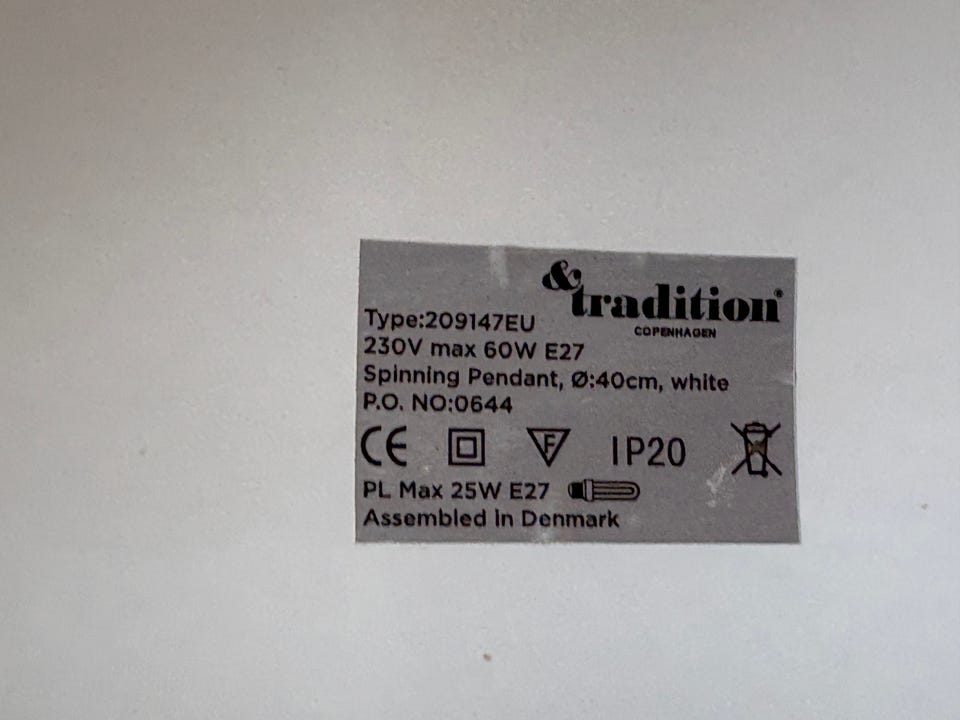 &tradition®
COPENHAGEN
Type:209147EU
230V max 60W E27
Spinning Pendant, Ø:40cm, white
P.O. NO:0644
CE F IP20
PL Max 25W E27
Assembled in Denmark